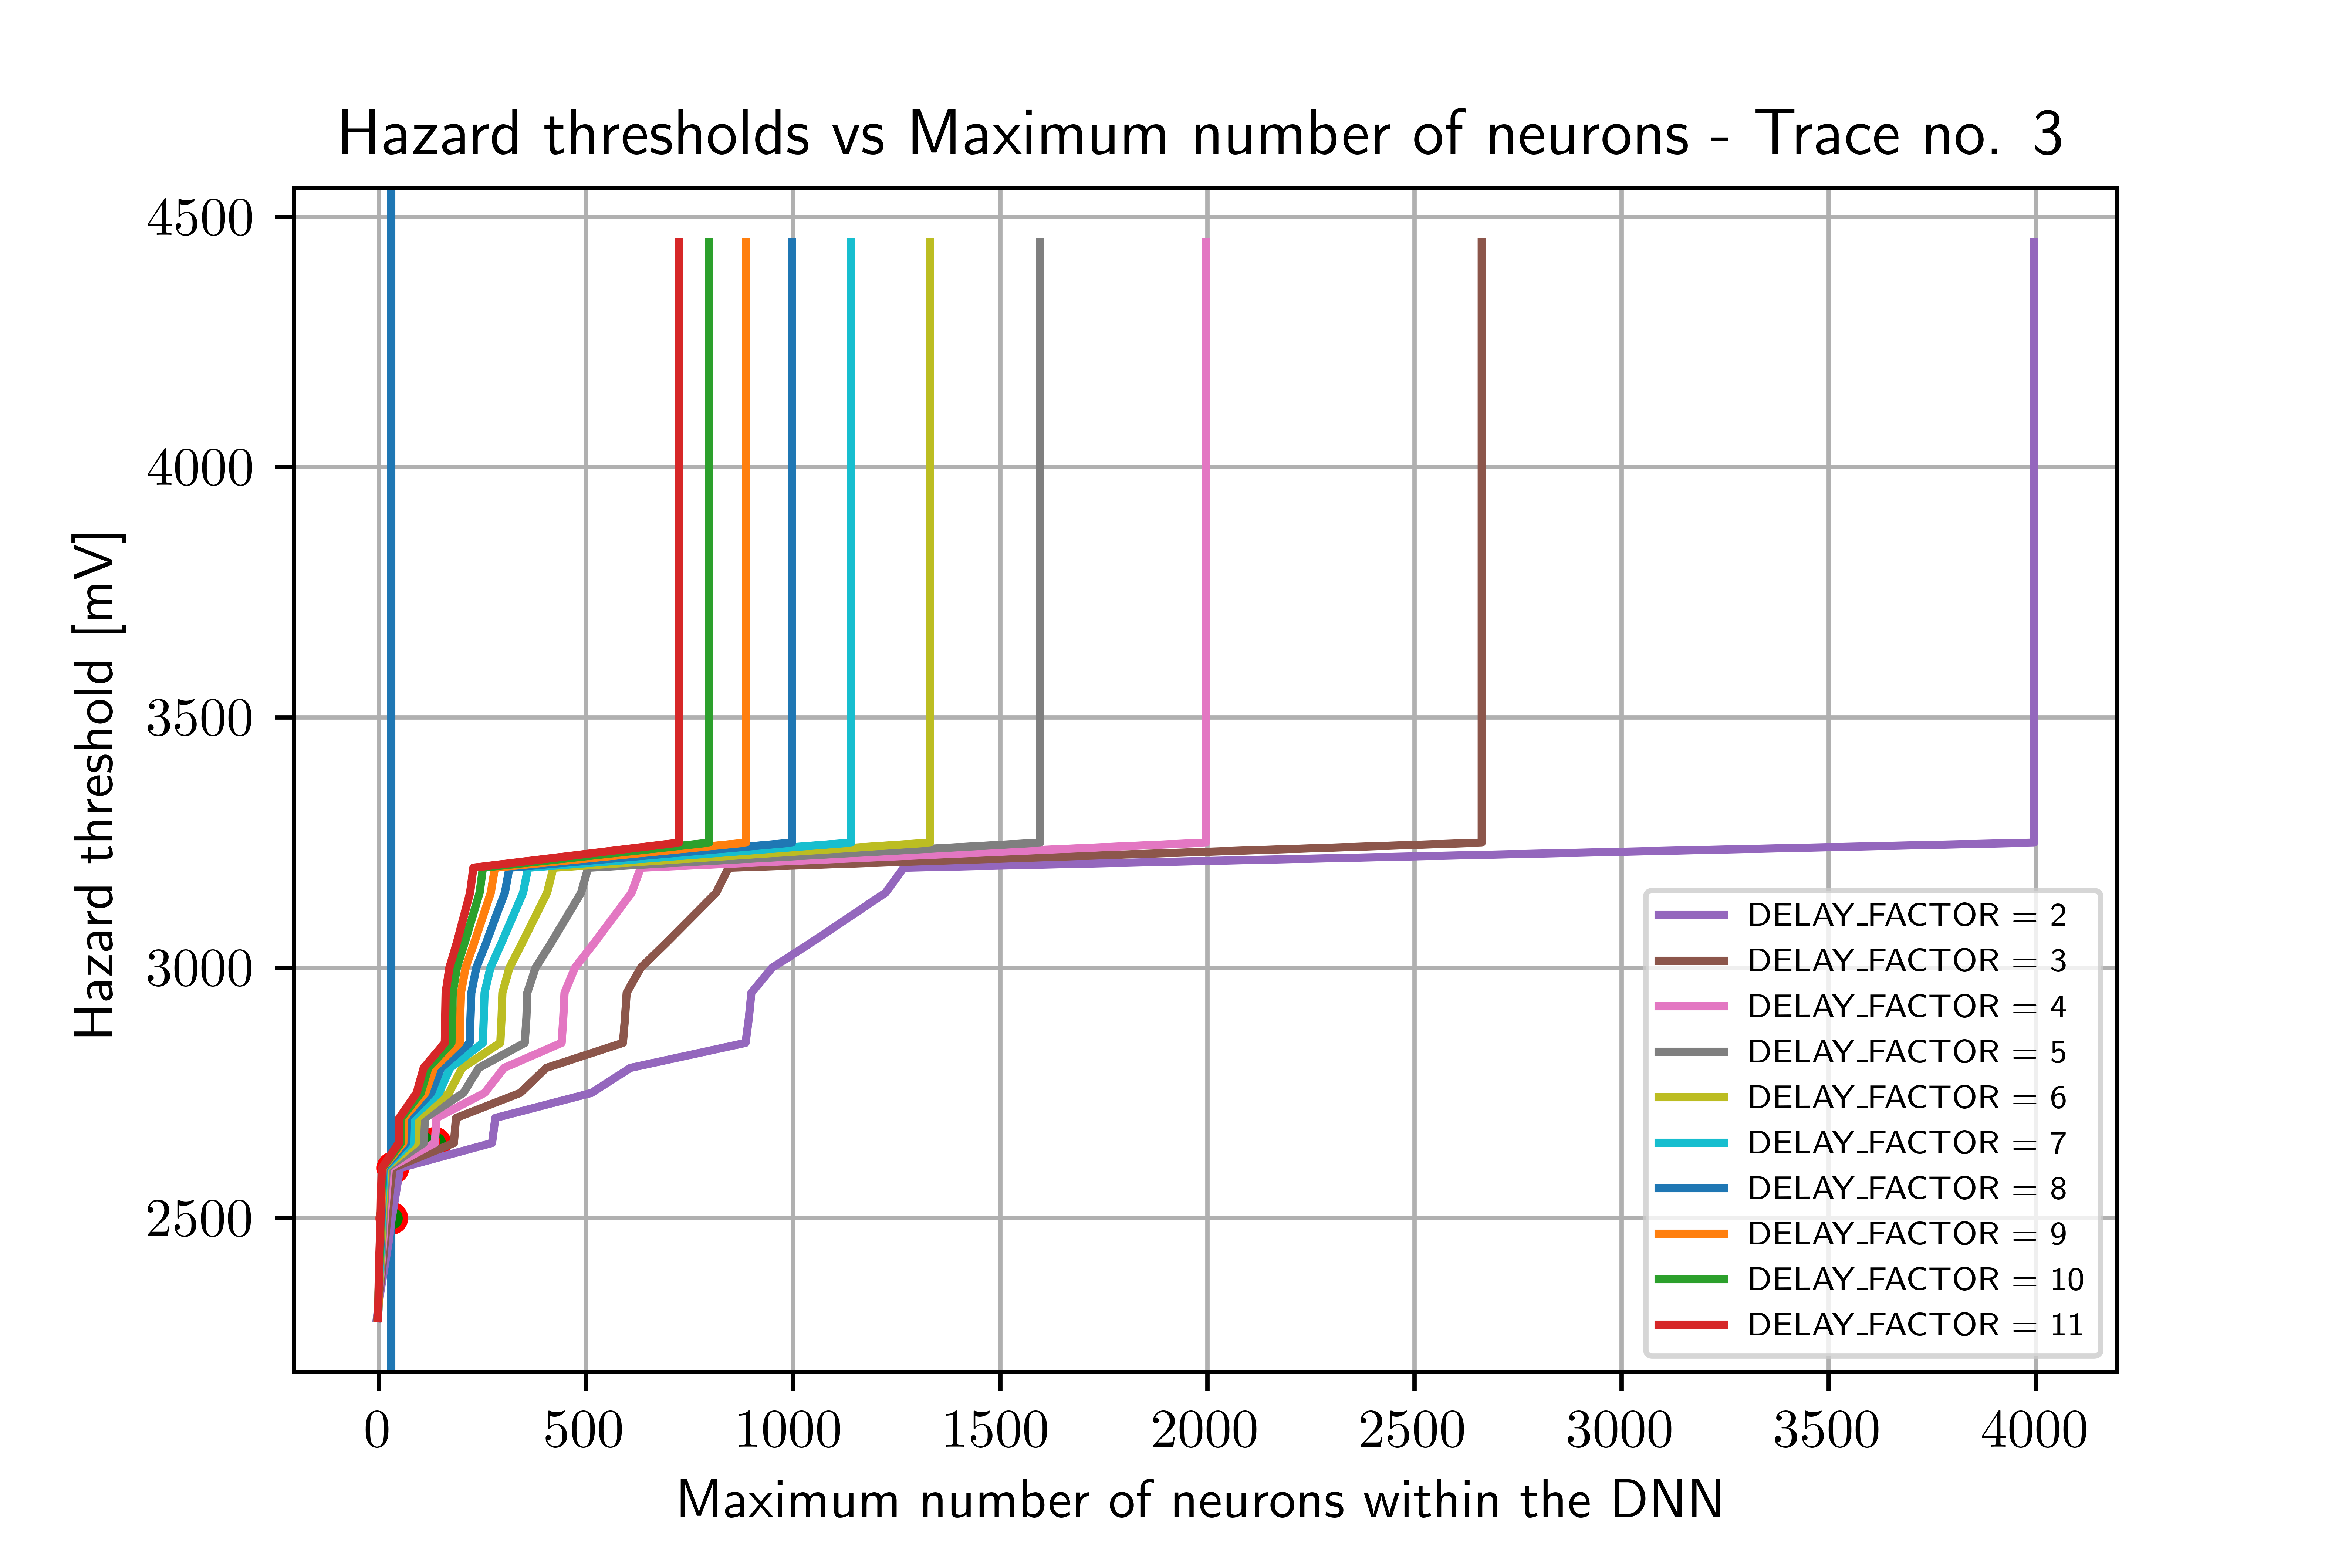 Hazard thresholds vs Maximum number of neurons - Trace no. 3
Hazard threshold [mV]
4500
4000
3500
3000
2500
DELAY_FACTOR = 2
DELAY_FACTOR = 3
DELAY_FACTOR = 4
DELAY_FACTOR = 5
DELAY_FACTOR = 6
DELAY_FACTOR = 7
DELAY_FACTOR = 8
DELAY_FACTOR = 9
DELAY_FACTOR = 10
DELAY_FACTOR = 11
0 500 1000 1500 2000 2500 3000 3500 4000
Maximum number of neurons within the DNN